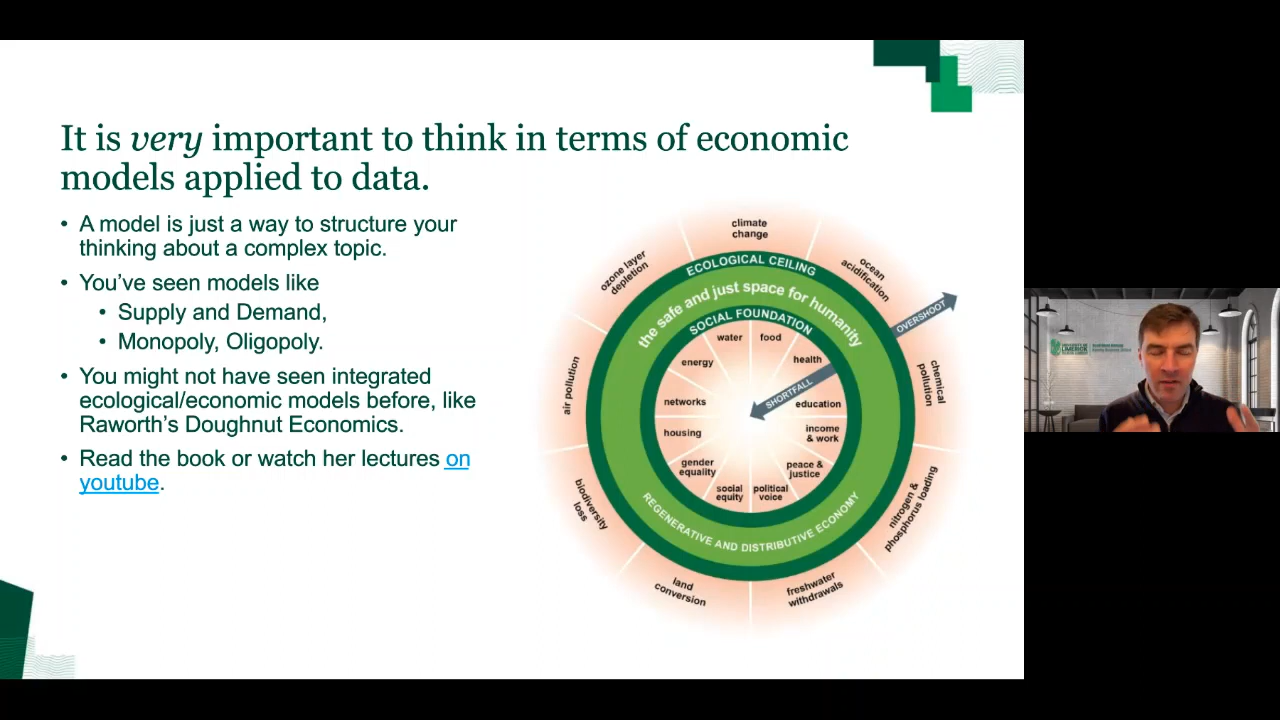 It is very important to think in terms of economic
models applied to data.
• A model is just a way to structure your
thinking about a complex topic.
• You’ve seen models like
• Supply and Demand,
• Monopoly, Oligopoly.
• You might not have seen integrated
ecological/economic models before, like
Raworth’s Doughnut Economics.
• Read the book or watch her lectures on
youtube.
climate
change
ozone layer
depletion
ocean
acidification
ECOLOGICAL CEILING
the safe and just space for humanity
SOCIAL FOUNDATION
OVERSHOOT
water
food
energy
health
SHORTFALL
networks
education
housing
income
& work
gender
equality
peace &
justice
social
equity
political
voice
REGENERATIVE AND DISTRIBUTIVE ECONOMY
air pollution
chemical
pollution
biodiversity
loss
nitrogen &
phosphorus loading
land
conversion
freshwater
withdrawals
UNIVERSITY OF
LIMERICK